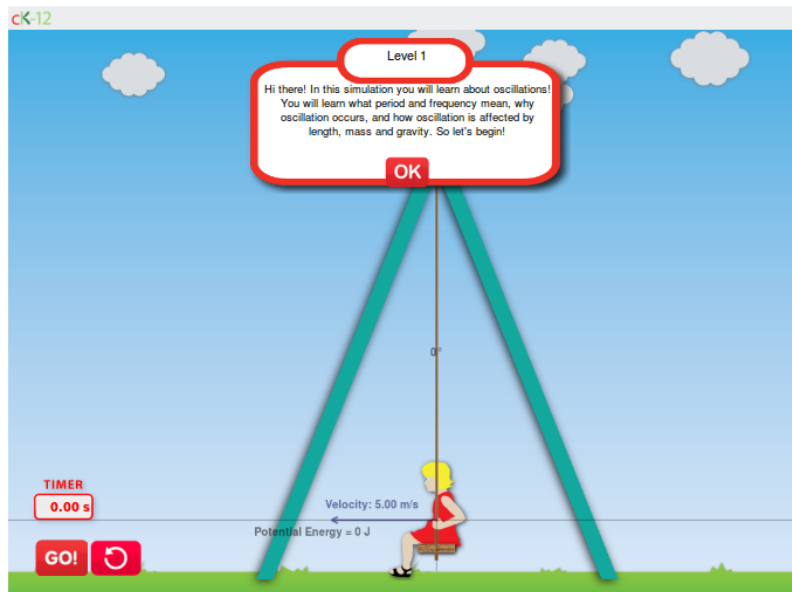 cK-12
Level 1
Hi there! In this simulation you will learn about oscillations!
You will learn what period and frequency mean, why
oscillation occurs, and how oscillation is affected by
length, mass and gravity. So let's begin!
OK
0°
Velocity: 5.00 m/s
Potential Energy = 0 J
TIMER
0.00 s
GO!